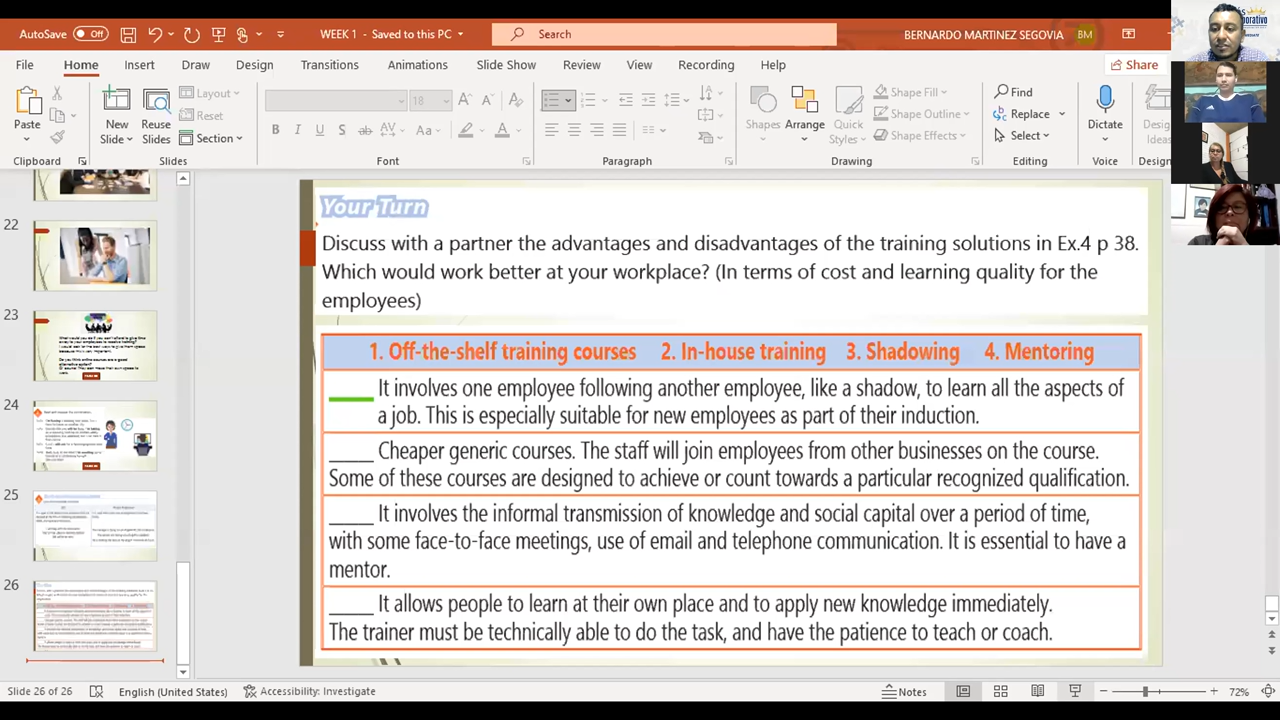 AutoSave Off
WEEK 1 - Saved to this PC
Search
BERNARDO MARTINEZ SEGOVIA BM
File Home Insert Draw Design Transitions Animations Slide Show Review View Recording Help Share
Paste
New Slide
Reuse Slides
Layout
Reset
Section
18
B I U S ab AV Aa A
Shapes
Arrange
Quick Styles
Shape Fill
Shape Outline
Shape Effects
Find
Replace
Select
Dictate
Clipboard Slides Font Paragraph Drawing Editing Voice
22
23
24
25
26
Your Turn
Discuss with a partner the advantages and disadvantages of the training solutions in Ex.4 p 38.
Which would work better at your workplace? (In terms of cost and learning quality for the
employees)
1. Off-the-shelf training courses 2. In-house training 3. Shadowing 4. Mentoring
____ It involves one employee following another employee, like a shadow, to learn all the aspects of
a job. This is especially suitable for new employees as part of their induction.
____ Cheaper generic courses. The staff will join employees from other businesses on the course.
Some of these courses are designed to achieve or count towards a particular recognized qualification.
____ It involves the informal transmission of knowledge and social capital over a period of time,
with some face-to-face meetings, use of email and telephone communication. It is essential to have a
mentor.
____ It allows people to learn at their own place and use the new knowledge immediately.
The trainer must be technically able to do the task, and have the patience to train or coach.
Slide 26 of 26 English (United States) Accessibility: Investigate Notes 72%